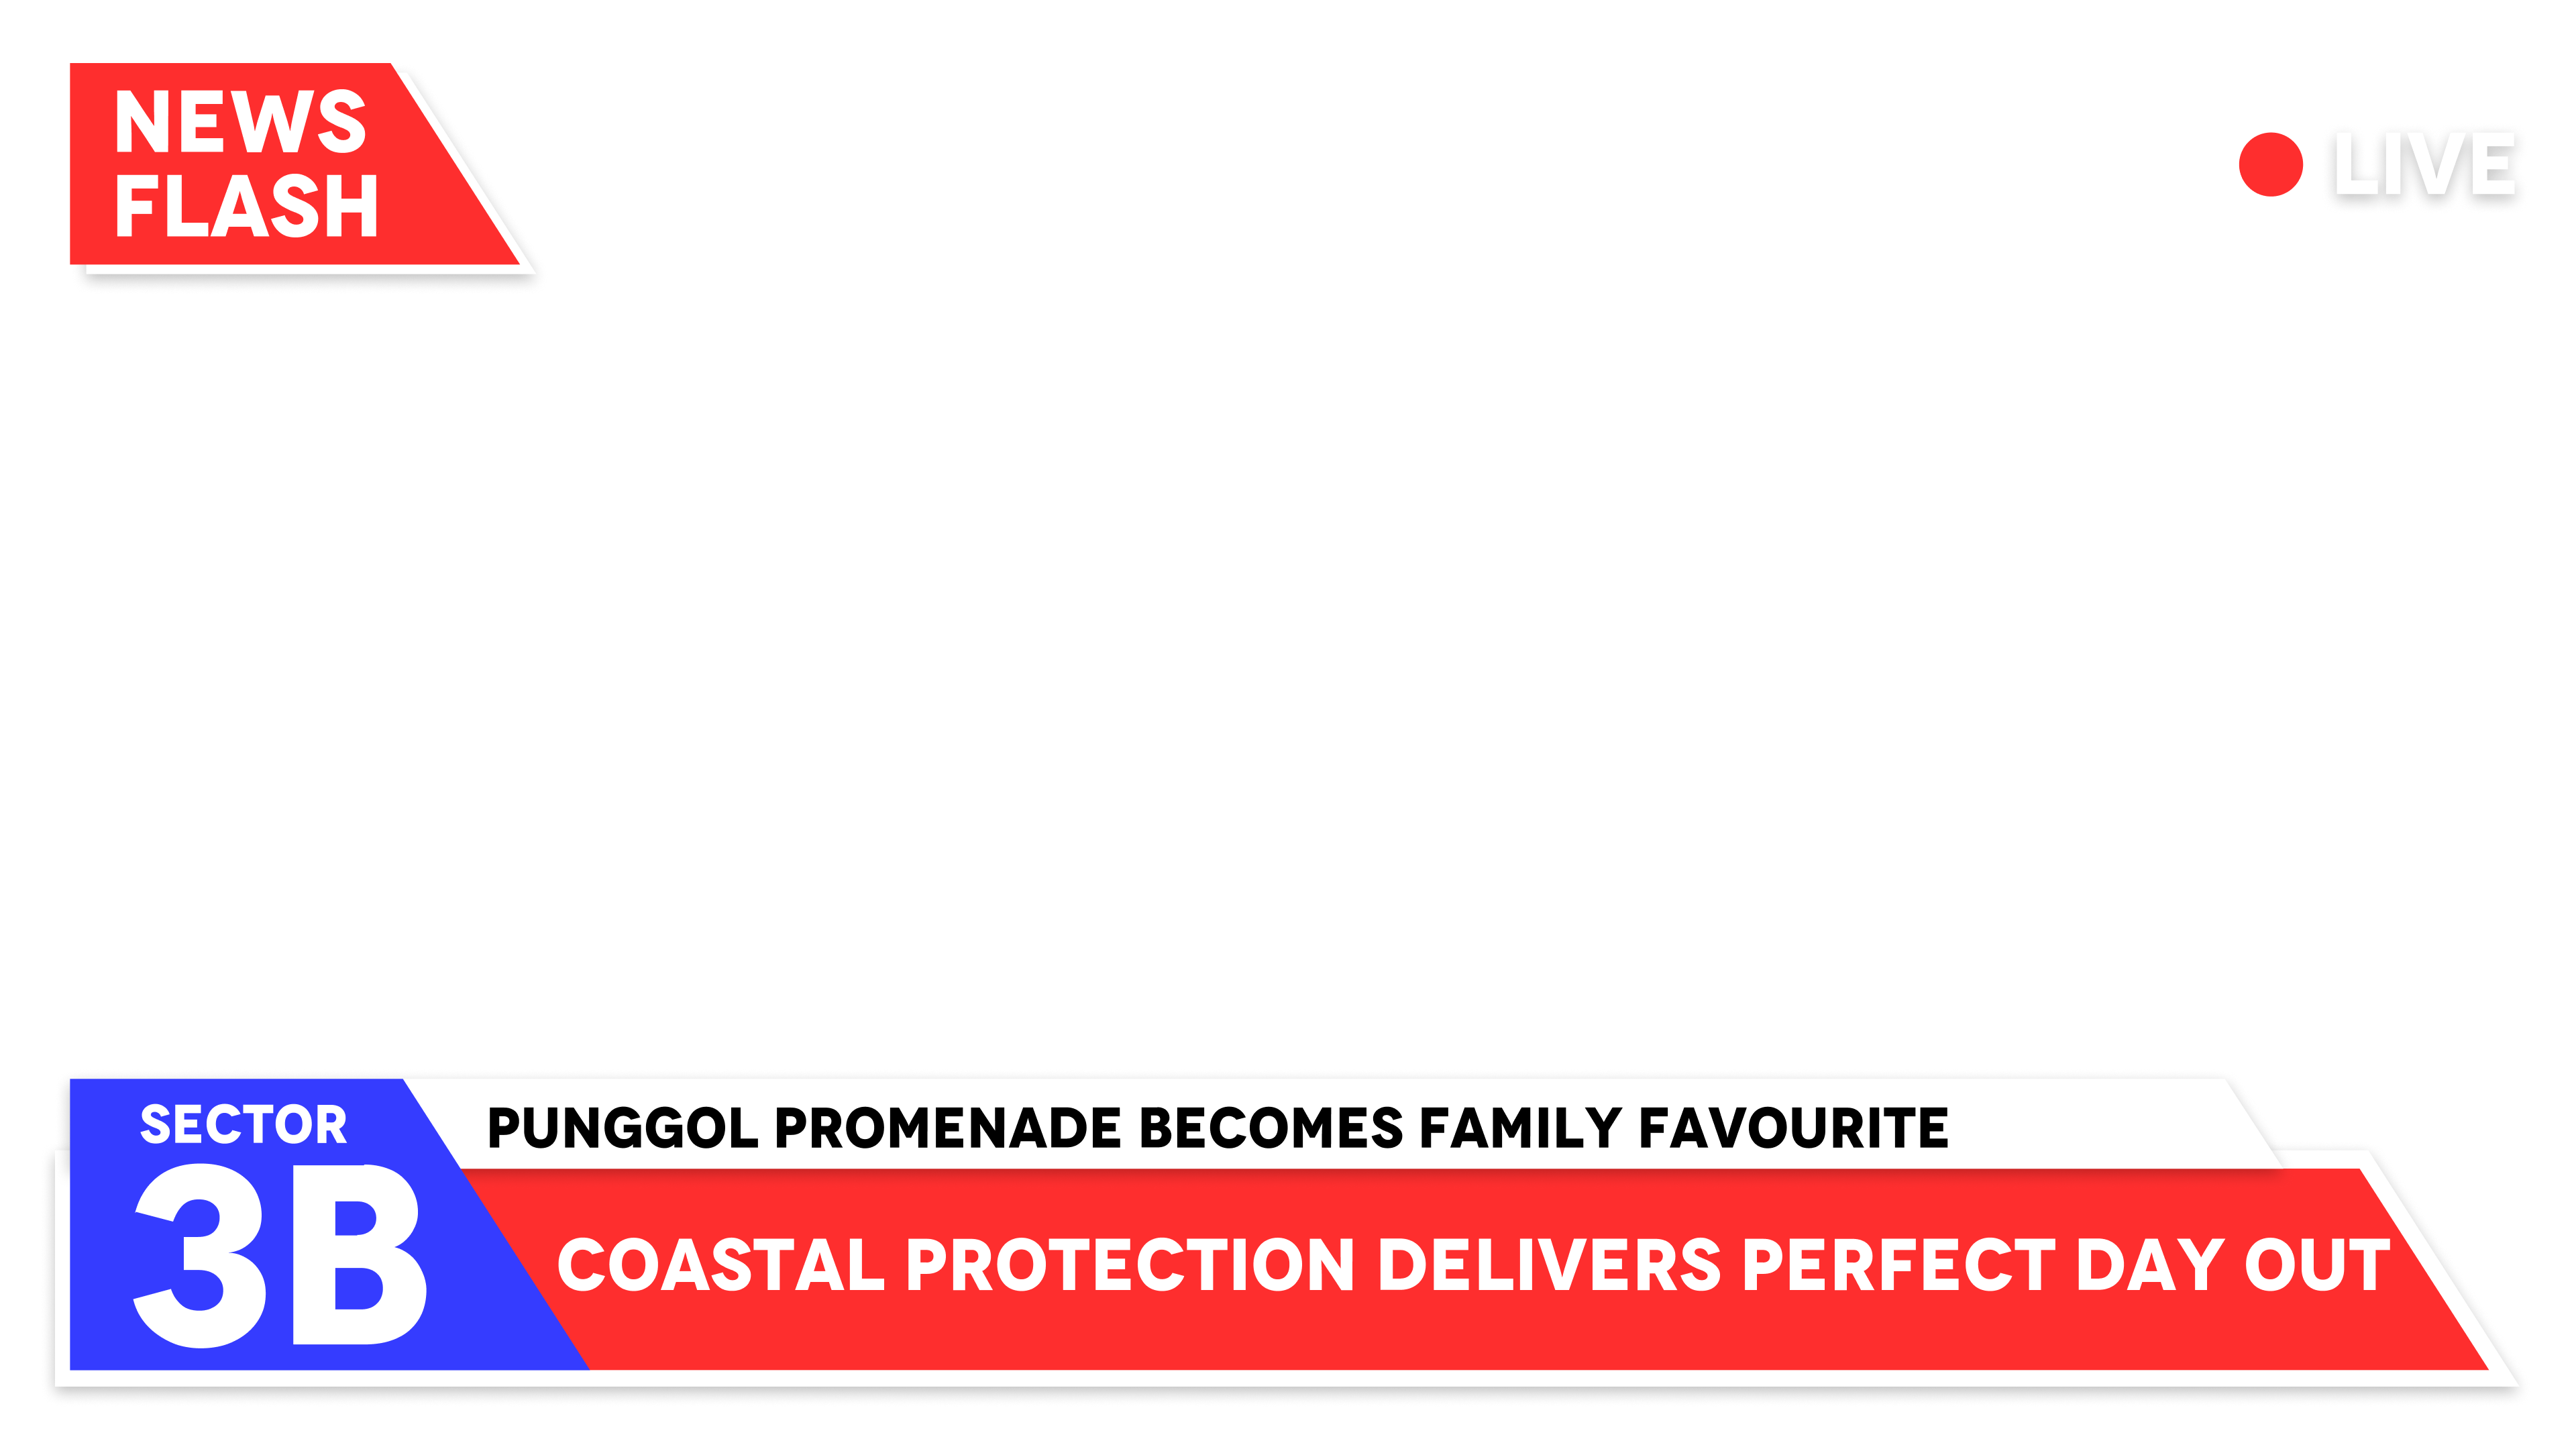 NEWS
FLASH
LIVE
SECTOR
3B
PUNGGOL PROMENADE BECOMES FAMILY FAVOURITE
COASTAL PROTECTION DELIVERS PERFECT DAY OUT